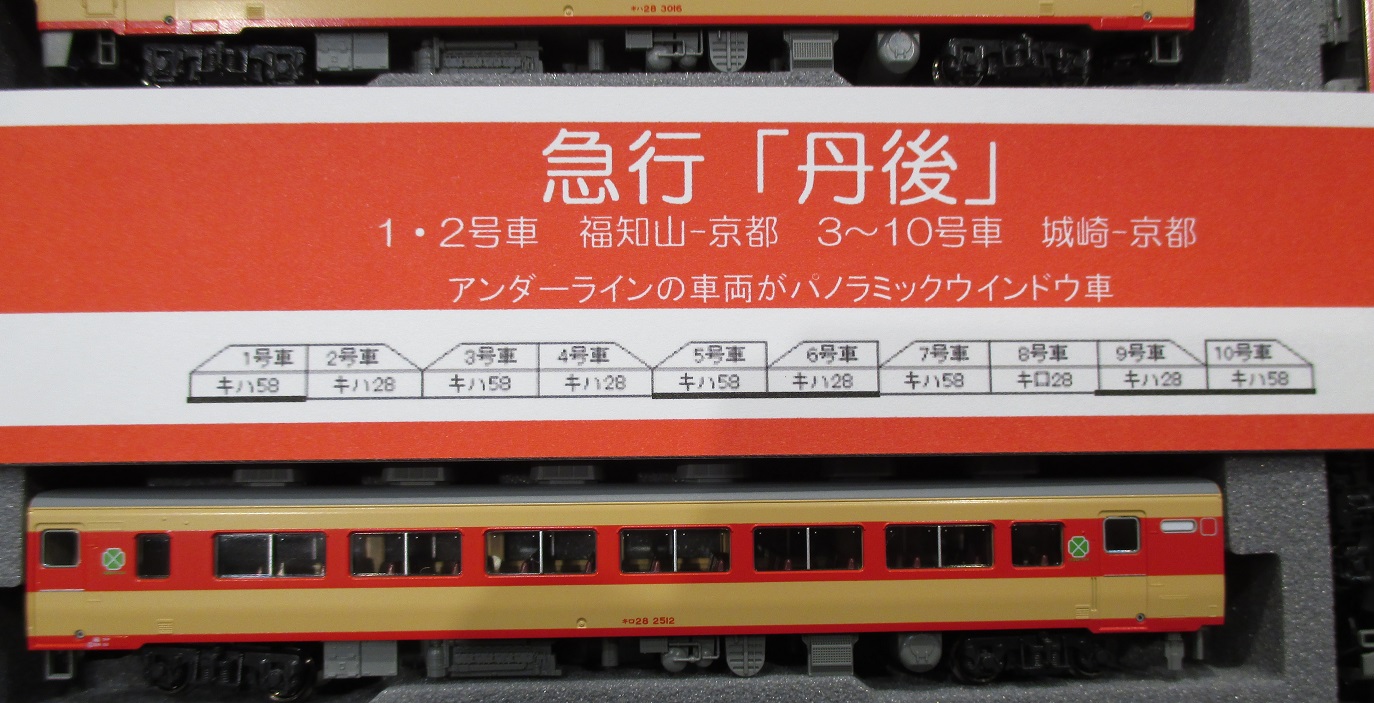 キハ28 3016
急行「丹後」
1・2号車 福知山-京都 3～10号車 城崎-京都
アンダーラインの車両がパノラミックウインドウ車
1号車 2号車 3号車 4号車 5号車 6号車 7号車 8号車 9号車 10号車
キハ58 キハ28 キハ58 キハ28 キハ58 キハ28 キハ58 キロ28 キハ28 キハ58
キロ28 2512